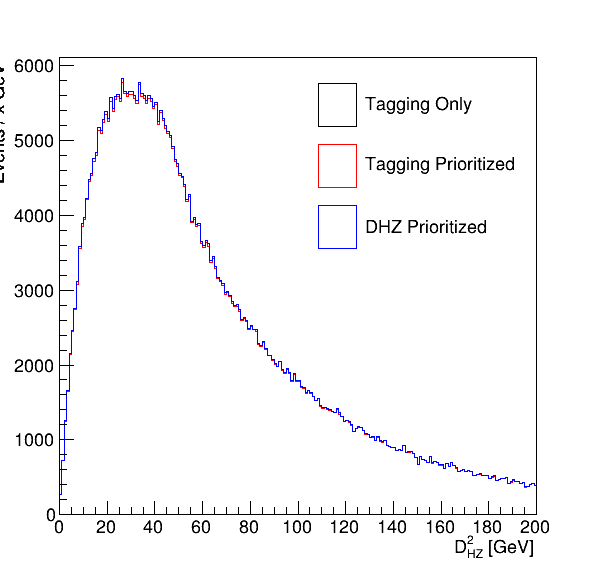 Events / x GeV
6000
5000
4000
3000
2000
1000
0
Tagging Only
Tagging Prioritized
DHZ Prioritized
0 20 40 60 80 100 120 140 160 180 200
D²HZ [GeV]